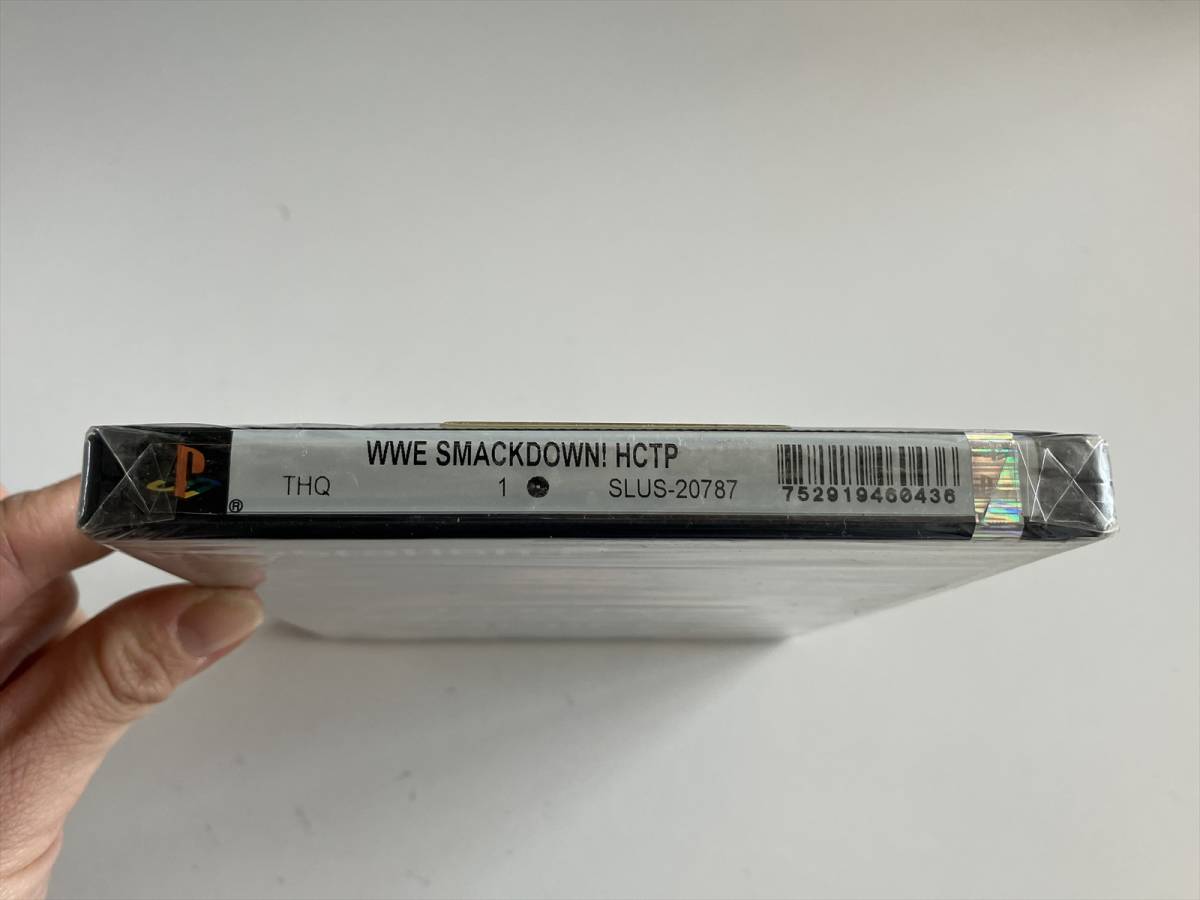 WWE SMACKDOWN! HCTP
THQ 1 SLUS-20787
752919460436
®